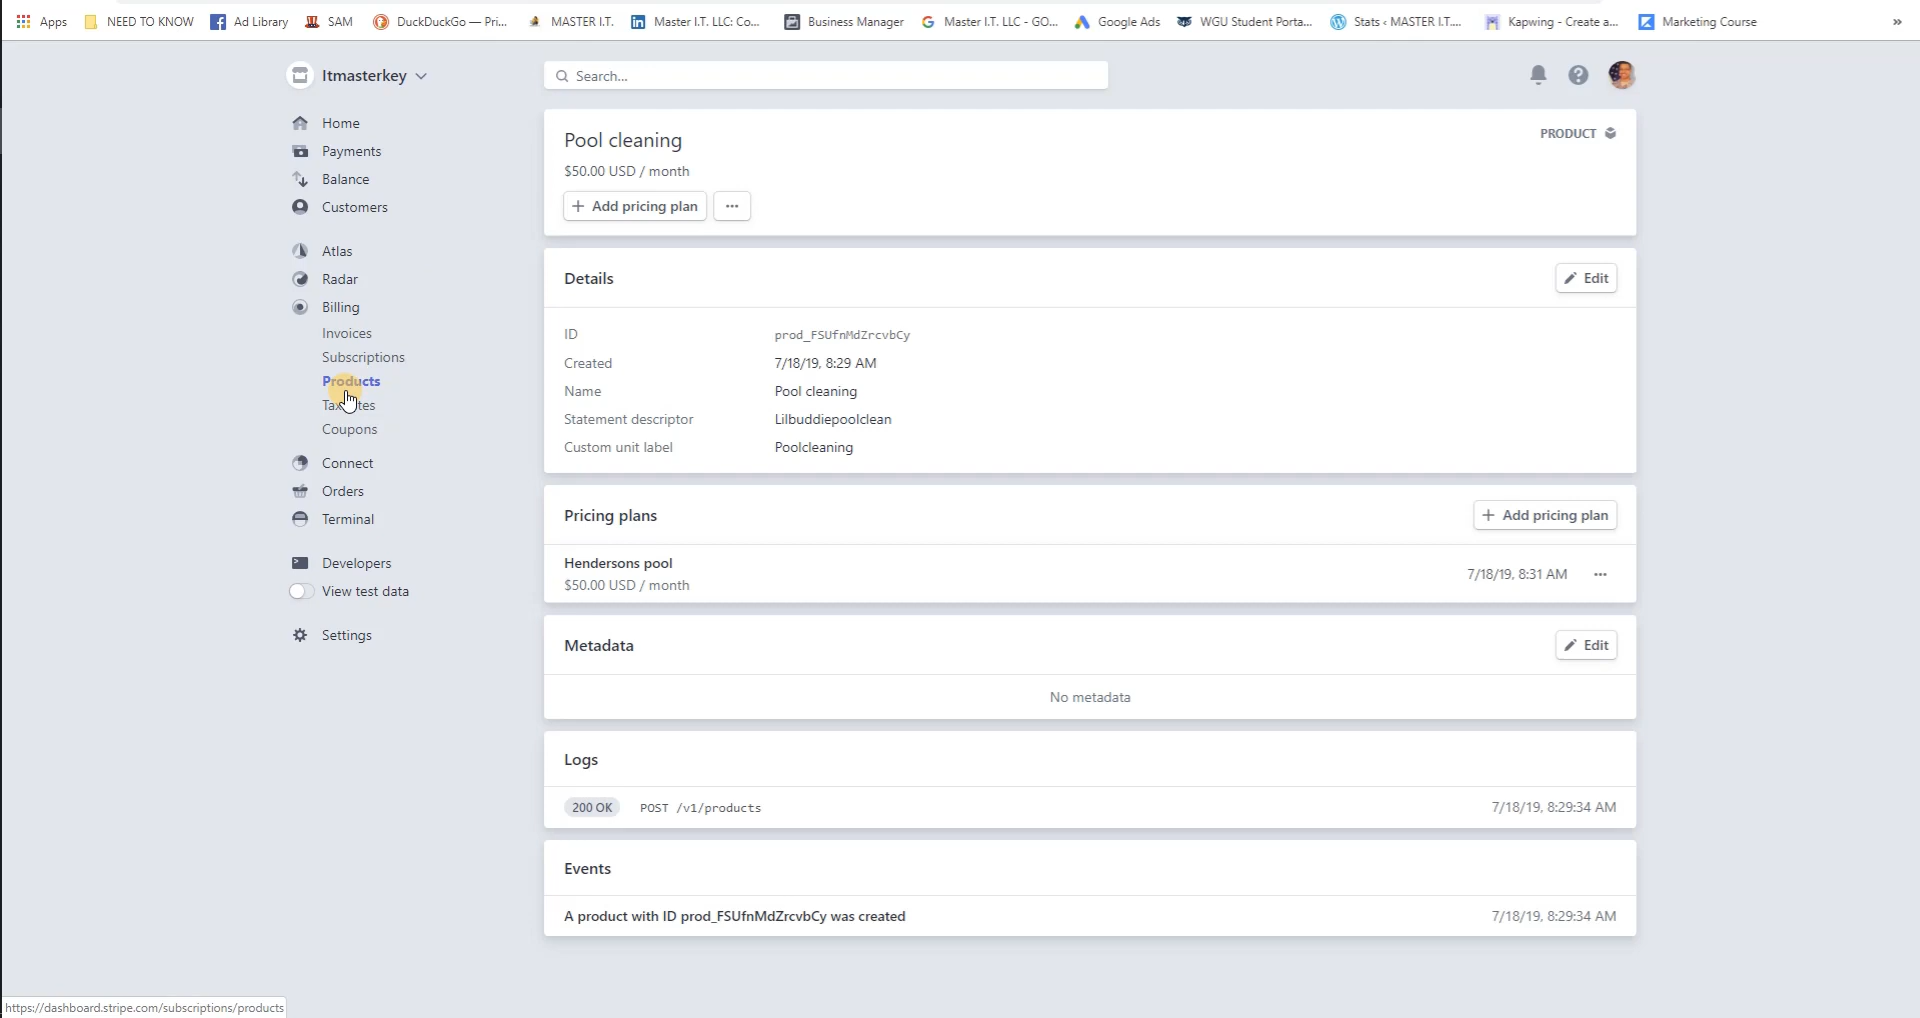 Apps
NEED TO KNOW
Ad Library
SAM
DuckDuckGo — Pri...
MASTER I.T.
Master I.T. LLC: Co...
Business Manager
Master I.T. LLC - GO...
Google Ads
WGU Student Porta...
Stats ‹ MASTER I.T....
Kapwing - Create a...
Marketing Course
»
Itmasterkey
Search...
Home
Payments
Balance
Customers
Atlas
Radar
Billing
Invoices
Subscriptions
Products
Coupons
Connect
Orders
Terminal
Developers
View test data
Settings
Pool cleaning
PRODUCT
$50.00 USD / month
+ Add pricing plan
...
Details
Edit
ID prod_FSUfnMdZrcvbCy
Created 7/18/19, 8:29 AM
Name Pool cleaning
Statement descriptor Lilbuddiepoolclean
Custom unit label Poolcleaning
Pricing plans
+ Add pricing plan
Hendersons pool
$50.00 USD / month
7/18/19, 8:31 AM
...
Metadata
Edit
No metadata
Logs
200 OK POST /v1/products 7/18/19, 8:29:34 AM
Events
A product with ID prod_FSUfnMdZrcvbCy was created 7/18/19, 8:29:34 AM
https://dashboard.stripe.com/subscriptions/products